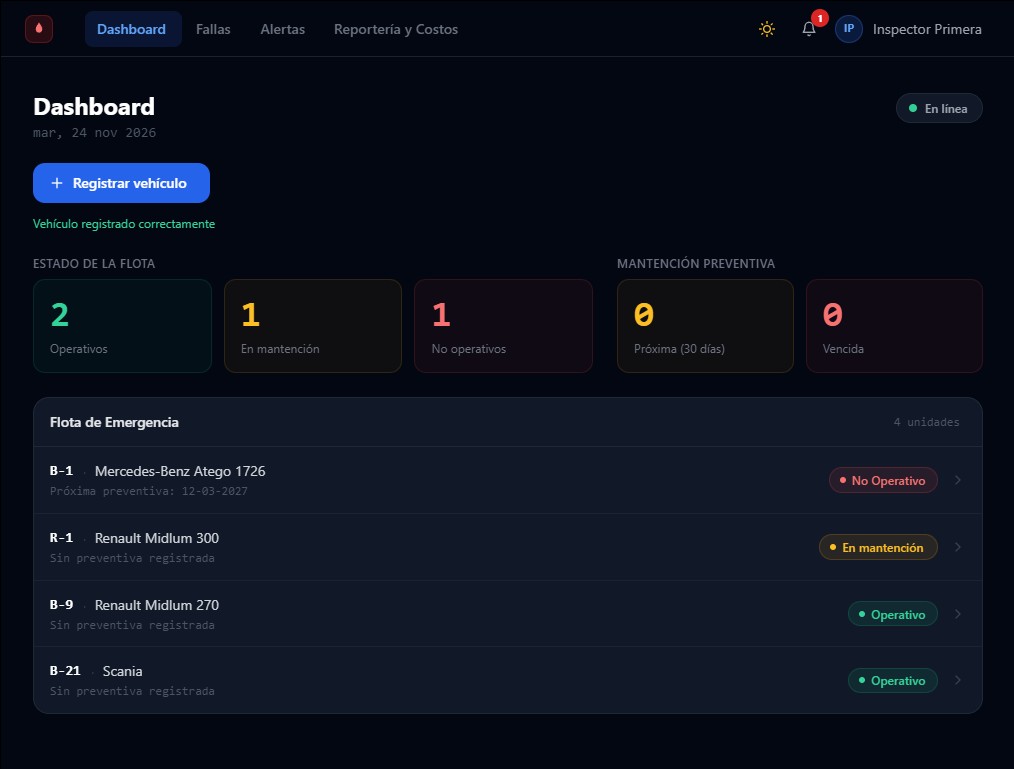 Dashboard Fallas Alertas Reportería y Costos 1 IP Inspector Primera
Dashboard
mar, 24 nov 2026
En línea
+ Registrar vehículo
Vehículo registrado correctamente
ESTADO DE LA FLOTA
2
Operativos
1
En mantención
1
No operativos
MANTENCIÓN PREVENTIVA
0
Próxima (30 días)
0
Vencida
Flota de Emergencia 4 unidades
B-1 · Mercedes-Benz Atego 1726
Próxima preventiva: 12-03-2027
No Operativo
R-1 · Renault Midlum 300
Sin preventiva registrada
En mantención
B-9 · Renault Midlum 270
Sin preventiva registrada
Operativo
B-21 · Scania
Sin preventiva registrada
Operativo